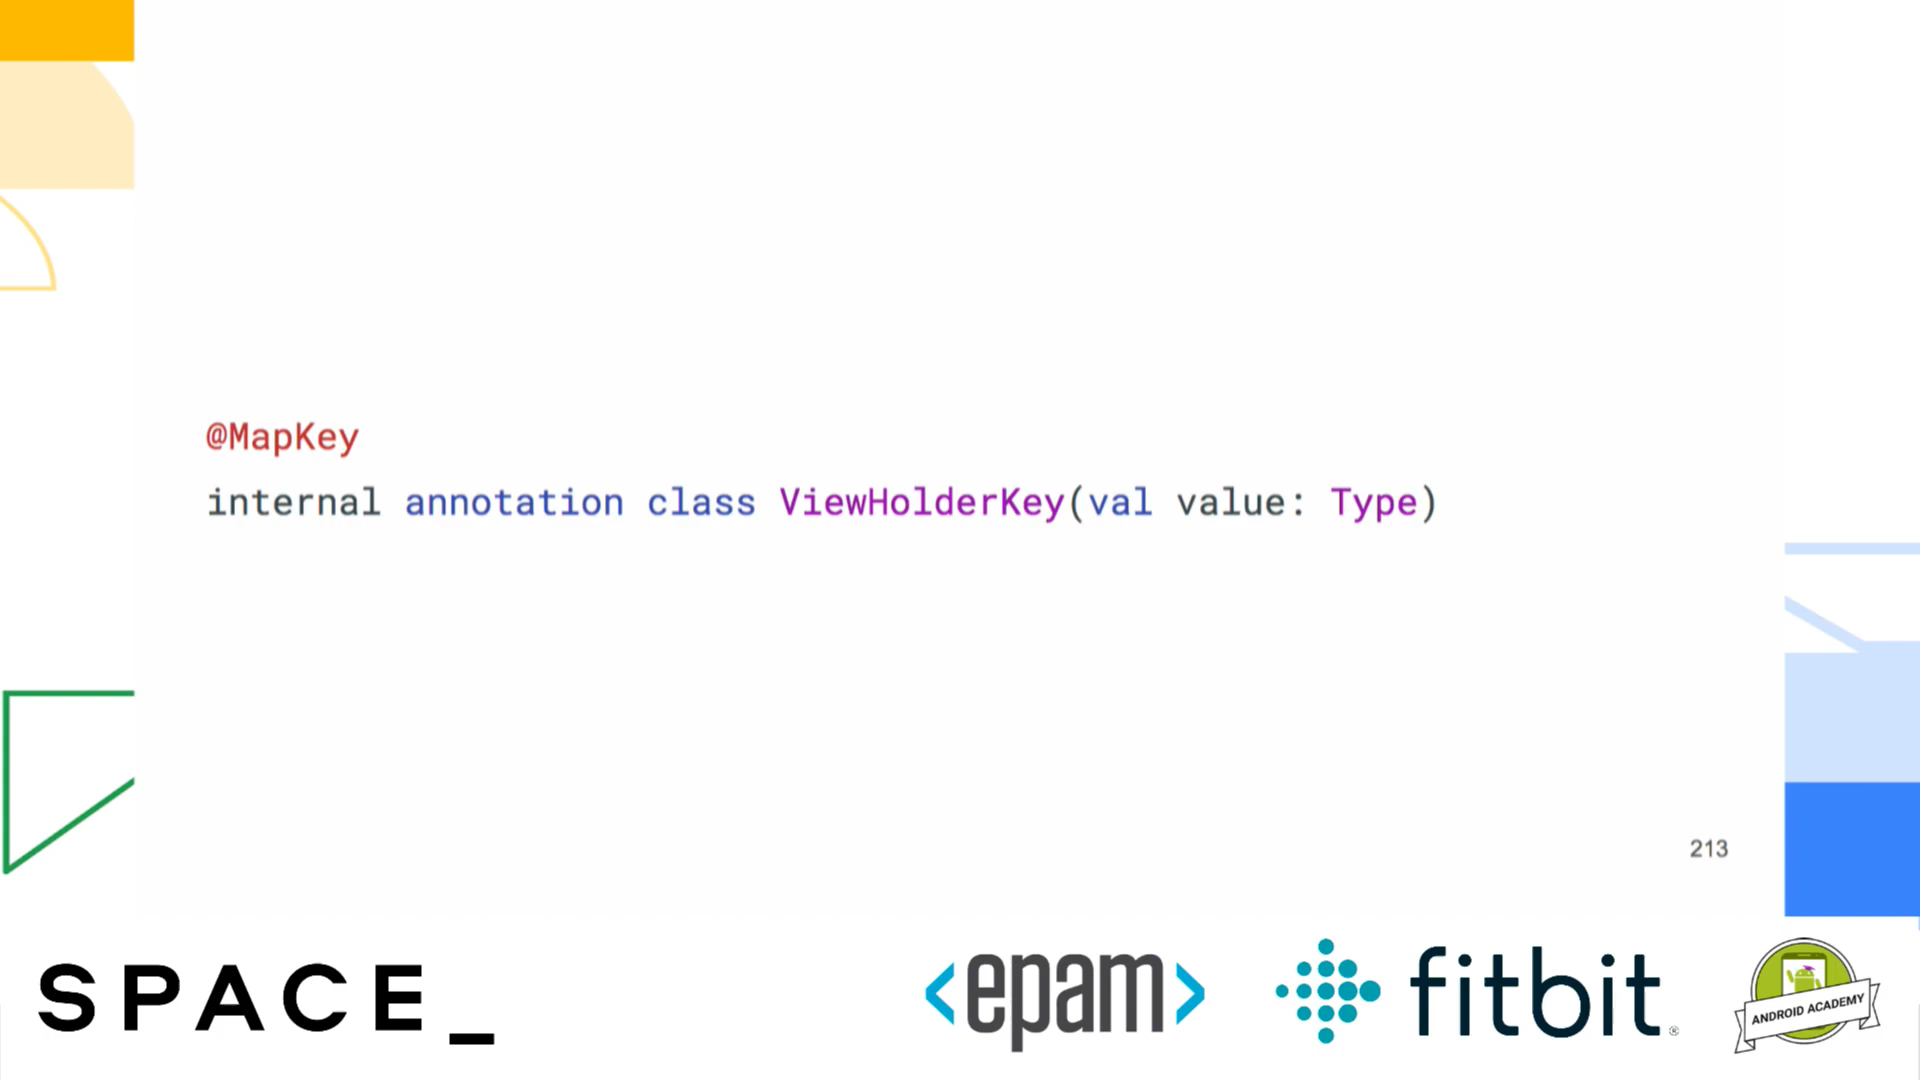 @MapKey
internal annotation class ViewHolderKey(val value: Type)
213
SPACE_
<epam>
fitbit®
ANDROID ACADEMY